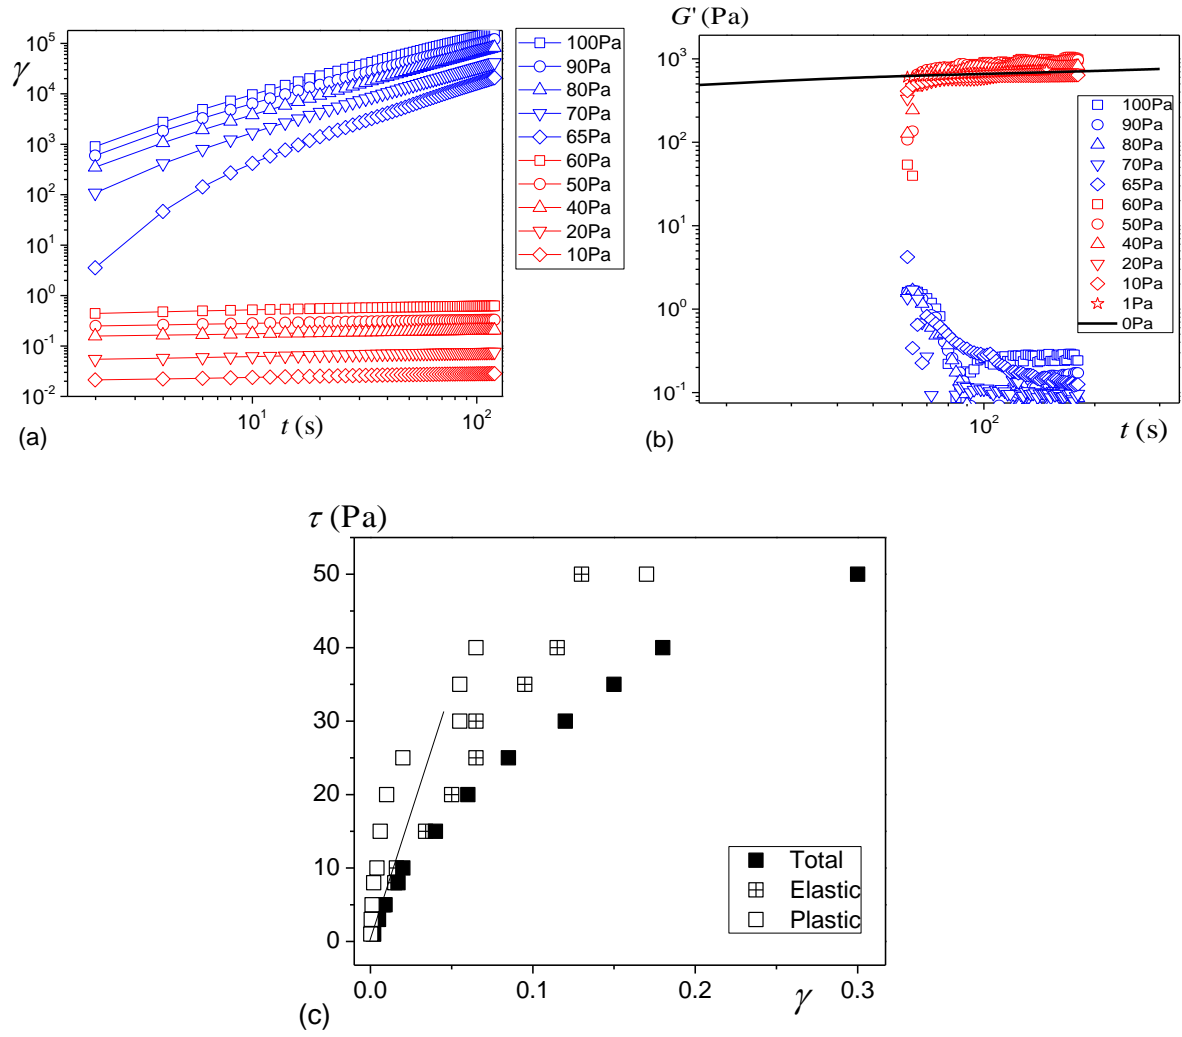 γ
10^5
10^4
10^3
10^2
10^1
10^0
10^-1
10^-2
10^1
10^2
t (s)
(a)
100Pa
90Pa
80Pa
70Pa
65Pa
60Pa
50Pa
40Pa
20Pa
10Pa
G' (Pa)
10^3
10^2
10^1
10^0
10^-1
10^2
t (s)
(b)
100Pa
90Pa
80Pa
70Pa
65Pa
60Pa
50Pa
40Pa
20Pa
10Pa
1Pa
0Pa
τ (Pa)
50
40
30
20
10
0
0.0
0.1
0.2
0.3
γ
(c)
Total
Elastic
Plastic